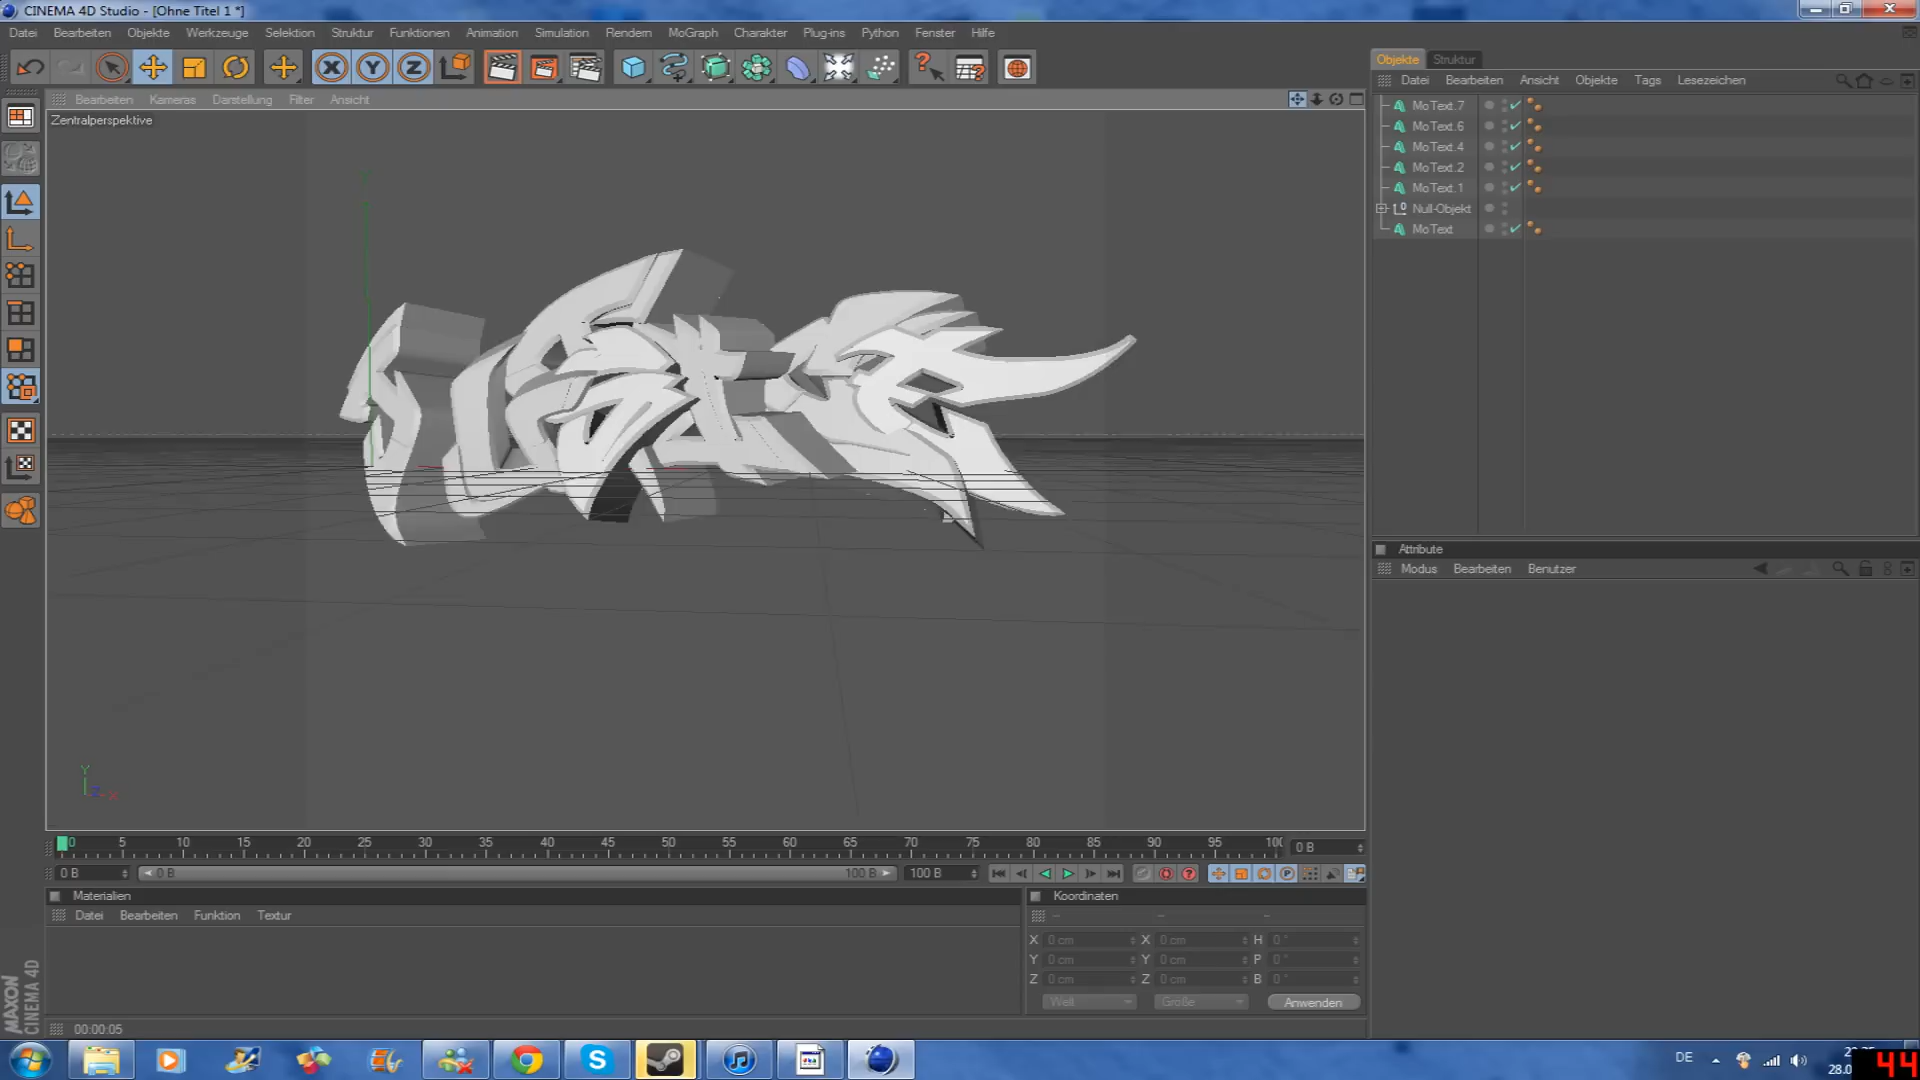 CINEMA 4D Studio - [Ohne Titel 1 *]
Datei Bearbeiten Objekte Werkzeuge Selektion Struktur Funktionen Animation Simulation Rendern MoGraph Charakter Plug-ins Python Fenster Hilfe
Objekte Struktur
Datei Bearbeiten Ansicht Objekte Tags Lesezeichen
Bearbeiten Kameras Darstellung Filter Ansicht
Zentralperspektive
MoText.7
MoText.6
MoText.4
MoText.2
MoText.1
Null-Objekt
MoText
Attribute
Modus Bearbeiten Benutzer
Y
Z X
0 5 10 15 20 25 30 35 40 45 50 55 60 65 70 75 80 85 90 95 100 0 B
0 B 0 B 100 B 100 B
Materialien
Datei Bearbeiten Funktion Textur
Koordinaten
X 0 cm X 0 cm H 0 °
Y 0 cm Y 0 cm P 0 °
Z 0 cm Z 0 cm B 0 °
Welt Größe Anwenden
MAXON
CINEMA 4D
00:00:05
DE
28.0
44